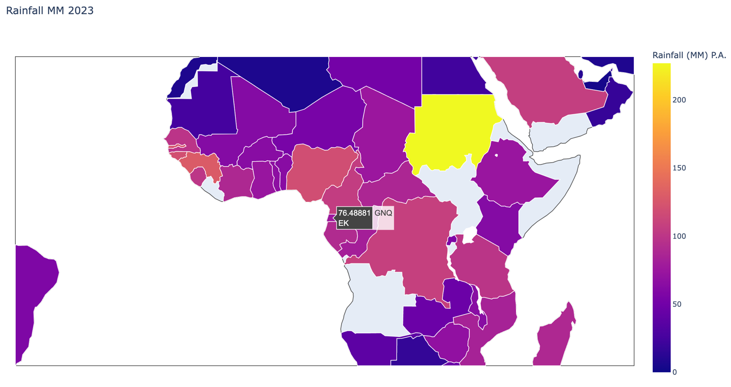 Rainfall MM 2023
Rainfall (MM) P.A.
200
150
100
50
0
76.48881 GNQ
EK